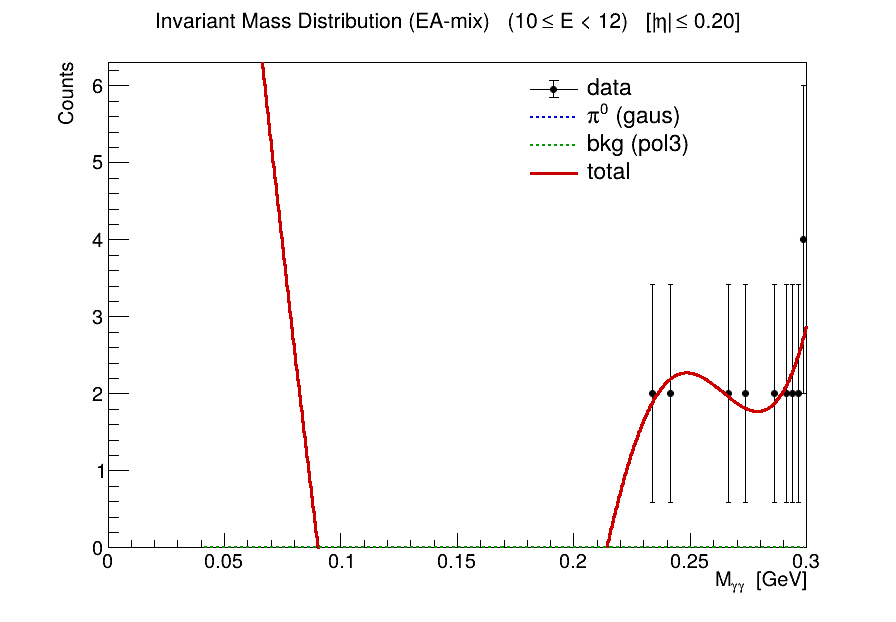 Invariant Mass Distribution (EA-mix) (10 ≤ E < 12) [|η| ≤ 0.20]
Counts
6
5
4
3
2
1
0
data
π⁰ (gaus)
bkg (pol3)
total
0 0.05 0.1 0.15 0.2 0.25 0.3
Mγγ [GeV]